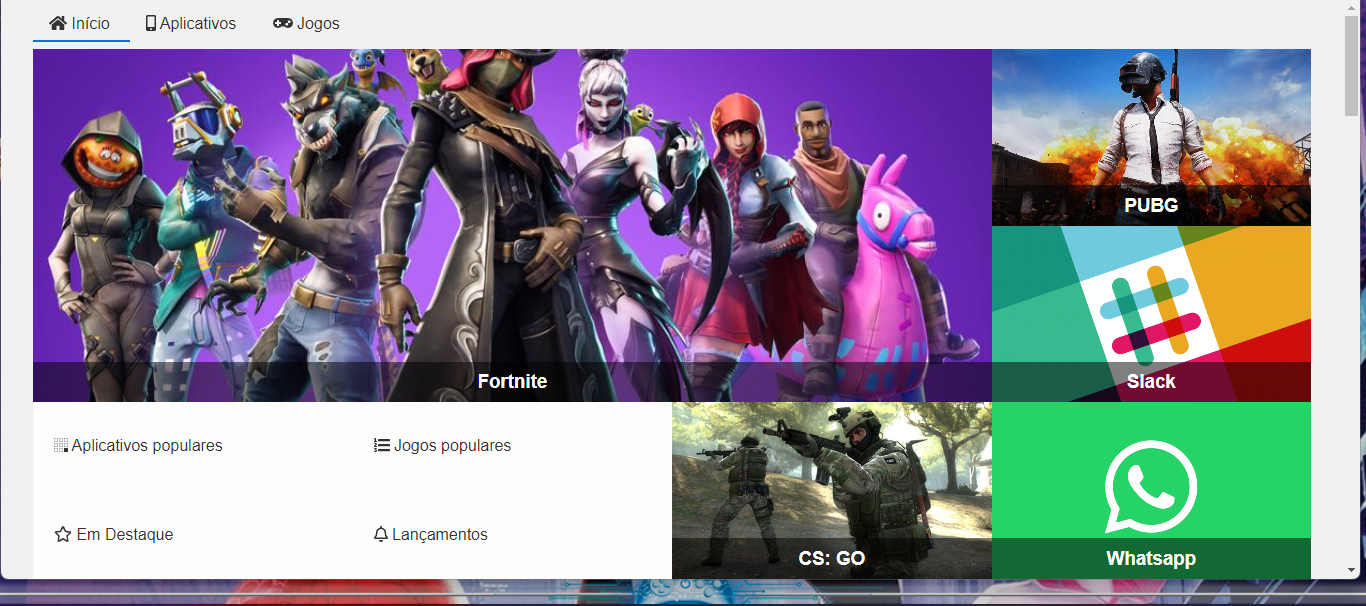 Início
Aplicativos
Jogos
PUBG
Fortnite
Slack
Aplicativos populares
Jogos populares
Em Destaque
Lançamentos
CS: GO
Whatsapp